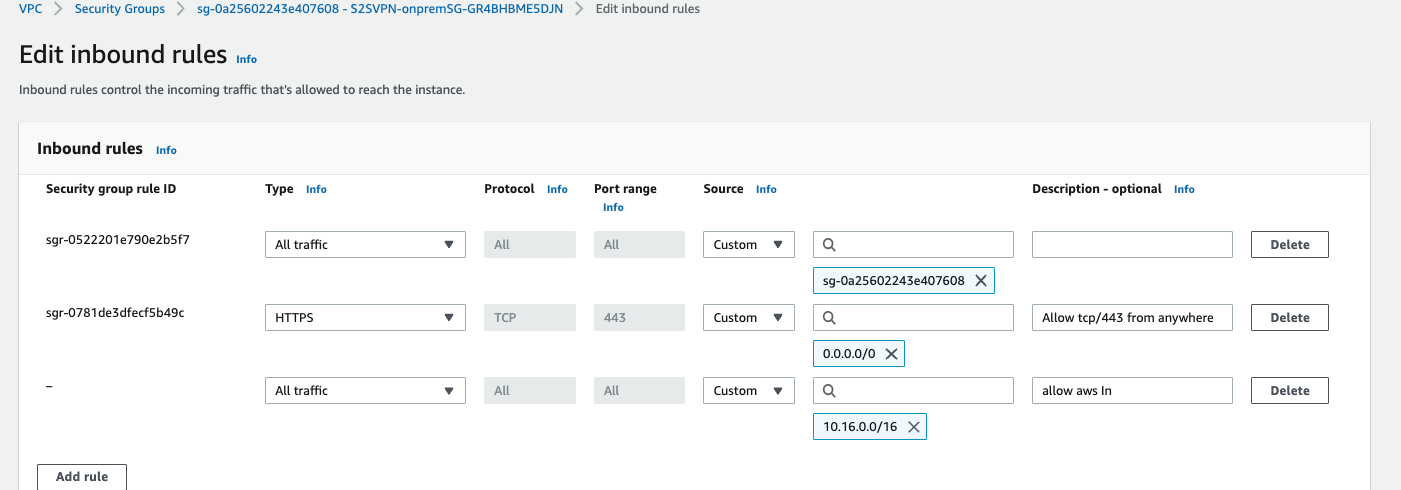 VPC > Security Groups > sg-0a25602243e407608 - S2SVPN-onpremSG-GR4BHBME5DJN > Edit inbound rules
Edit inbound rules Info
Inbound rules control the incoming traffic that's allowed to reach the instance.
Inbound rules Info
Security group rule ID Type Info Protocol Info Port range Info Source Info Description - optional Info
sgr-0522201e790e2b5f7 All traffic All All Custom Delete
sg-0a25602243e407608
sgr-0781de3dfecf5b49c HTTPS TCP 443 Custom Allow tcp/443 from anywhere Delete
0.0.0.0/0
– All traffic All All Custom allow aws In Delete
10.16.0.0/16
Add rule